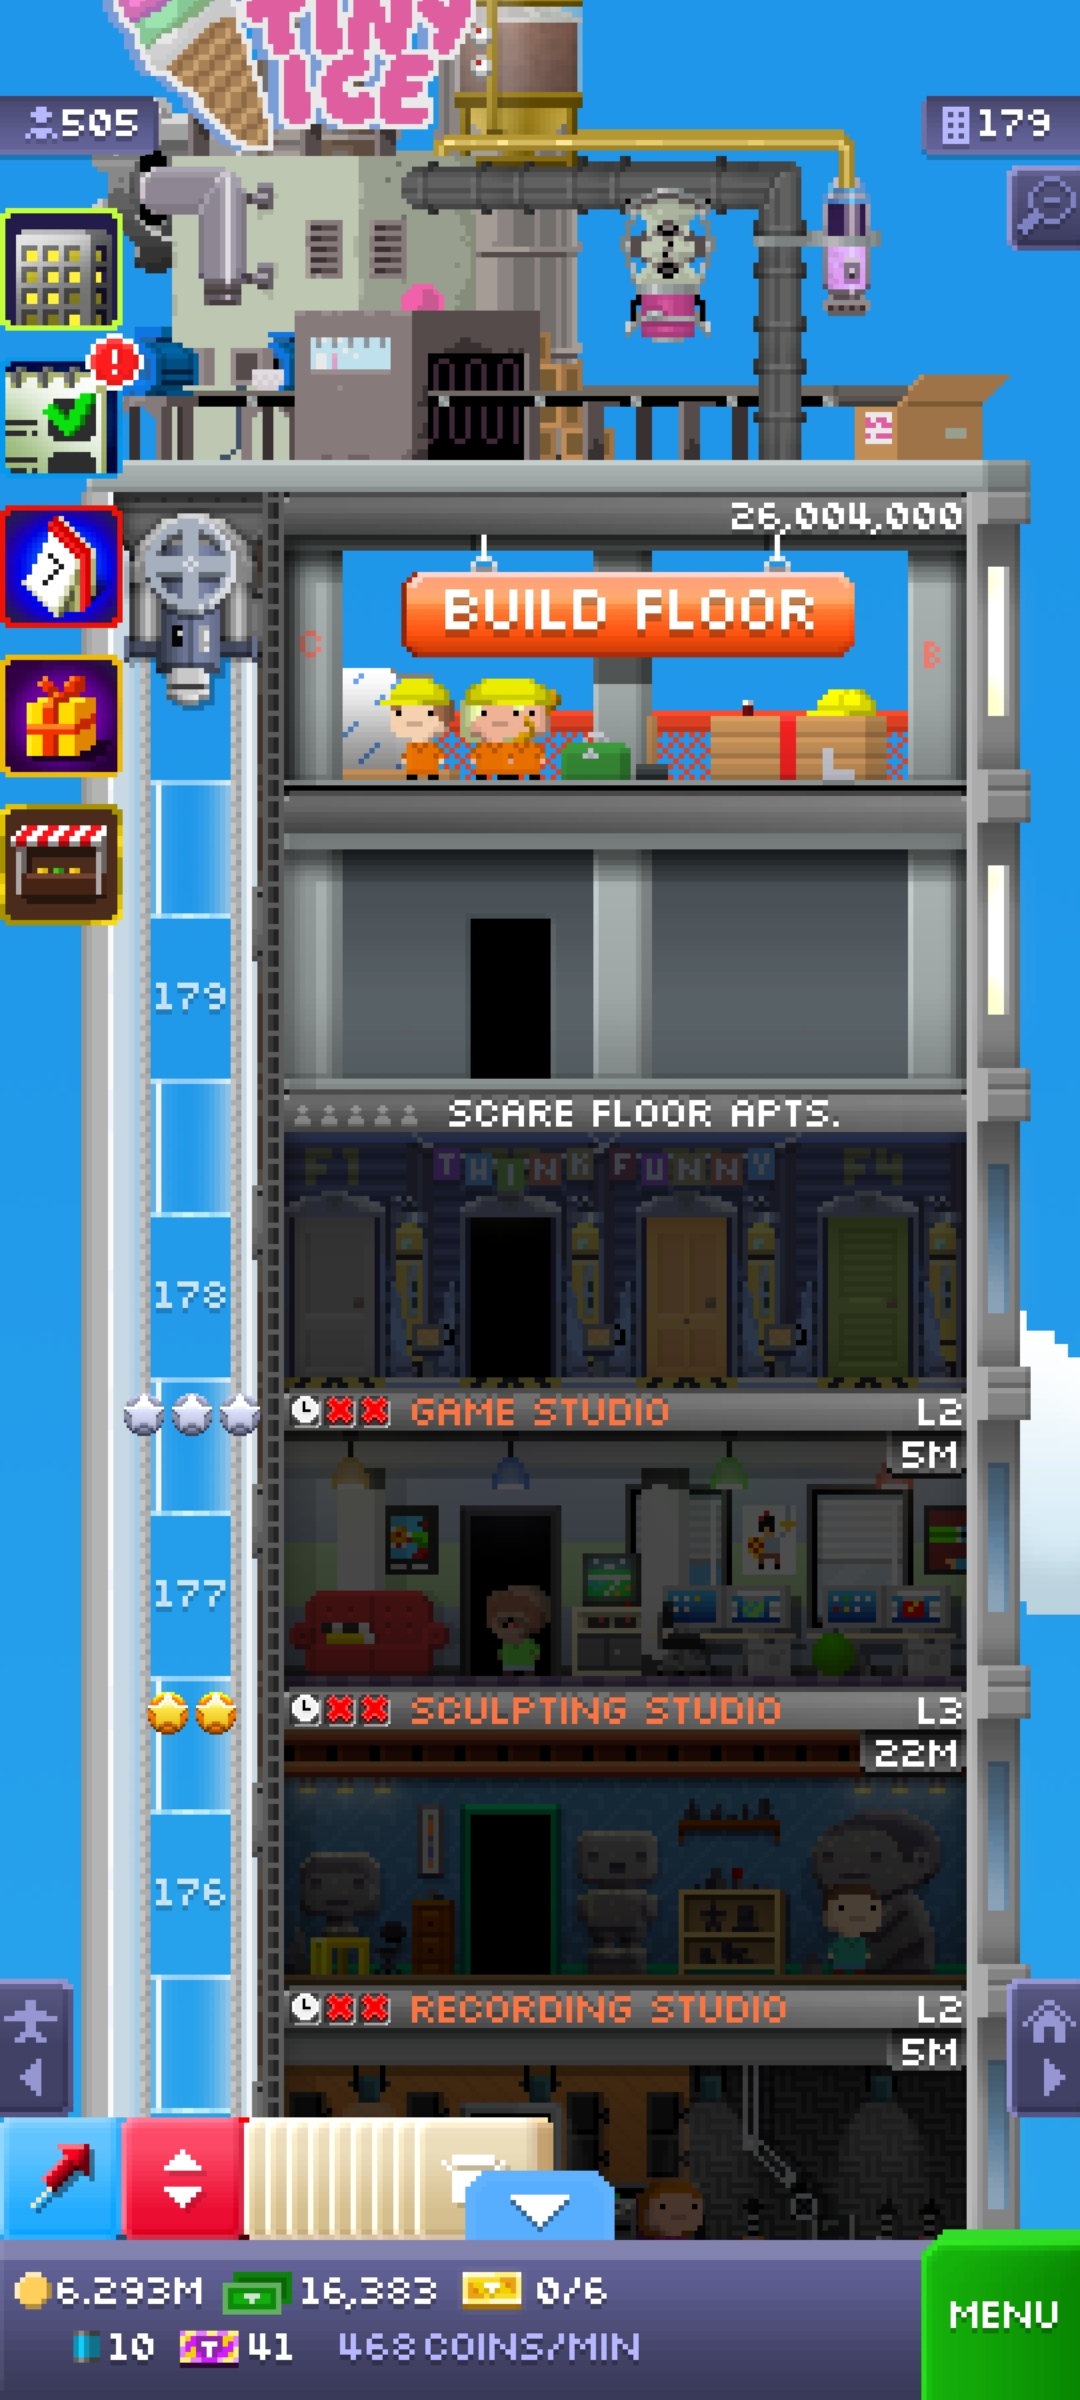 TINY
ICE
505
179
26,004,000
BUILD FLOOR
C
B
7
179
SCARE FLOOR APTS.
F1 THINK FUNNY F4
178
GAME STUDIO L2
5M
177
SCULPTING STUDIO L3
22M
176
RECORDING STUDIO L2
5M
6.293M 16,383 0/6
10 T 41 468 COINS/MIN
MENU